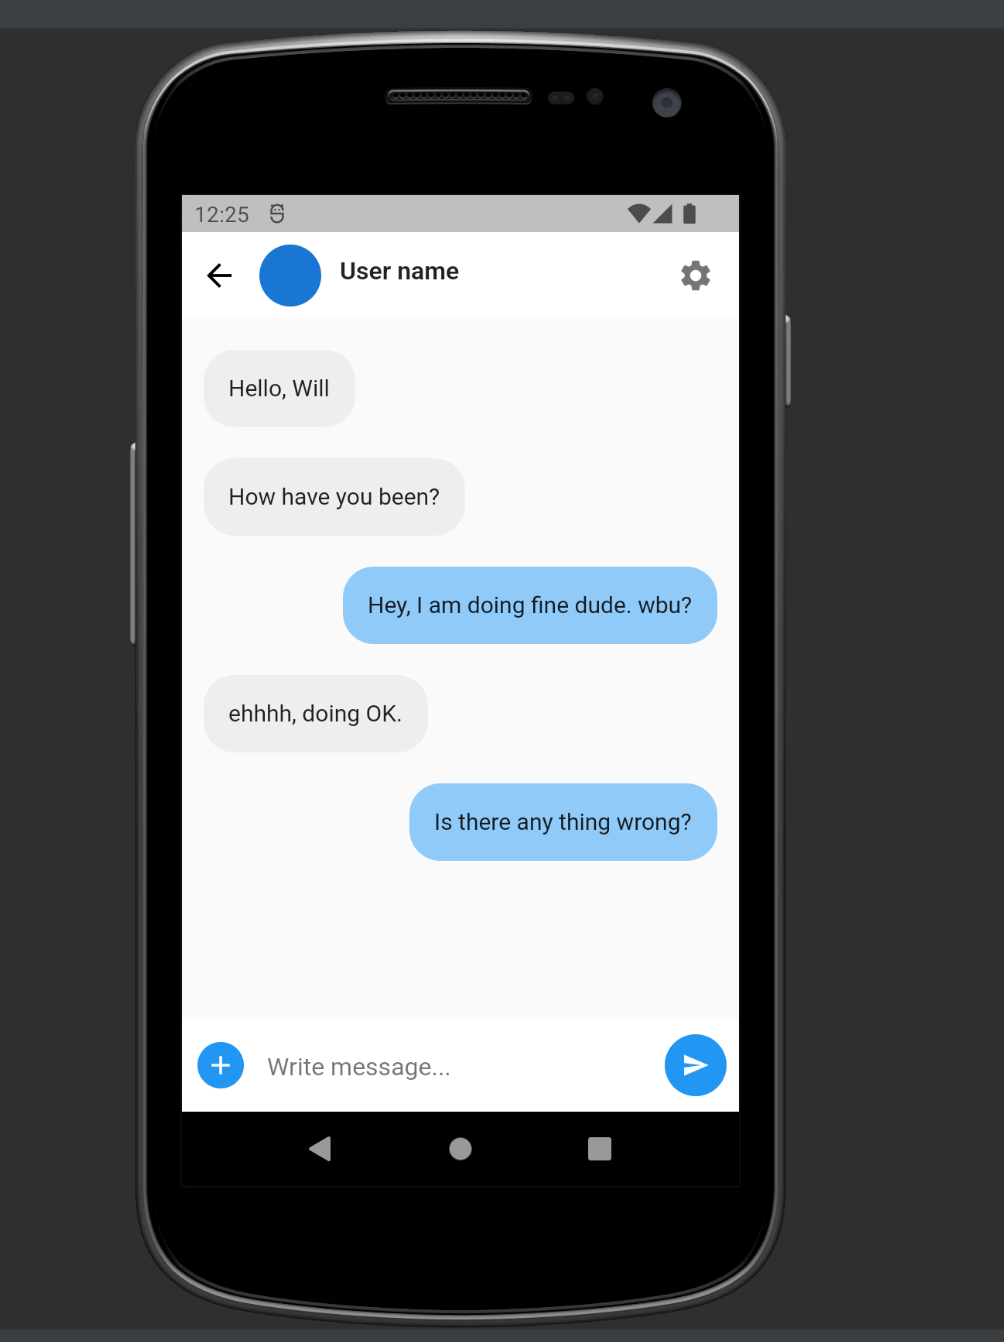 12:25
User name
Hello, Will
How have you been?
Hey, I am doing fine dude. wbu?
ehhhh, doing OK.
Is there any thing wrong?
Write message...